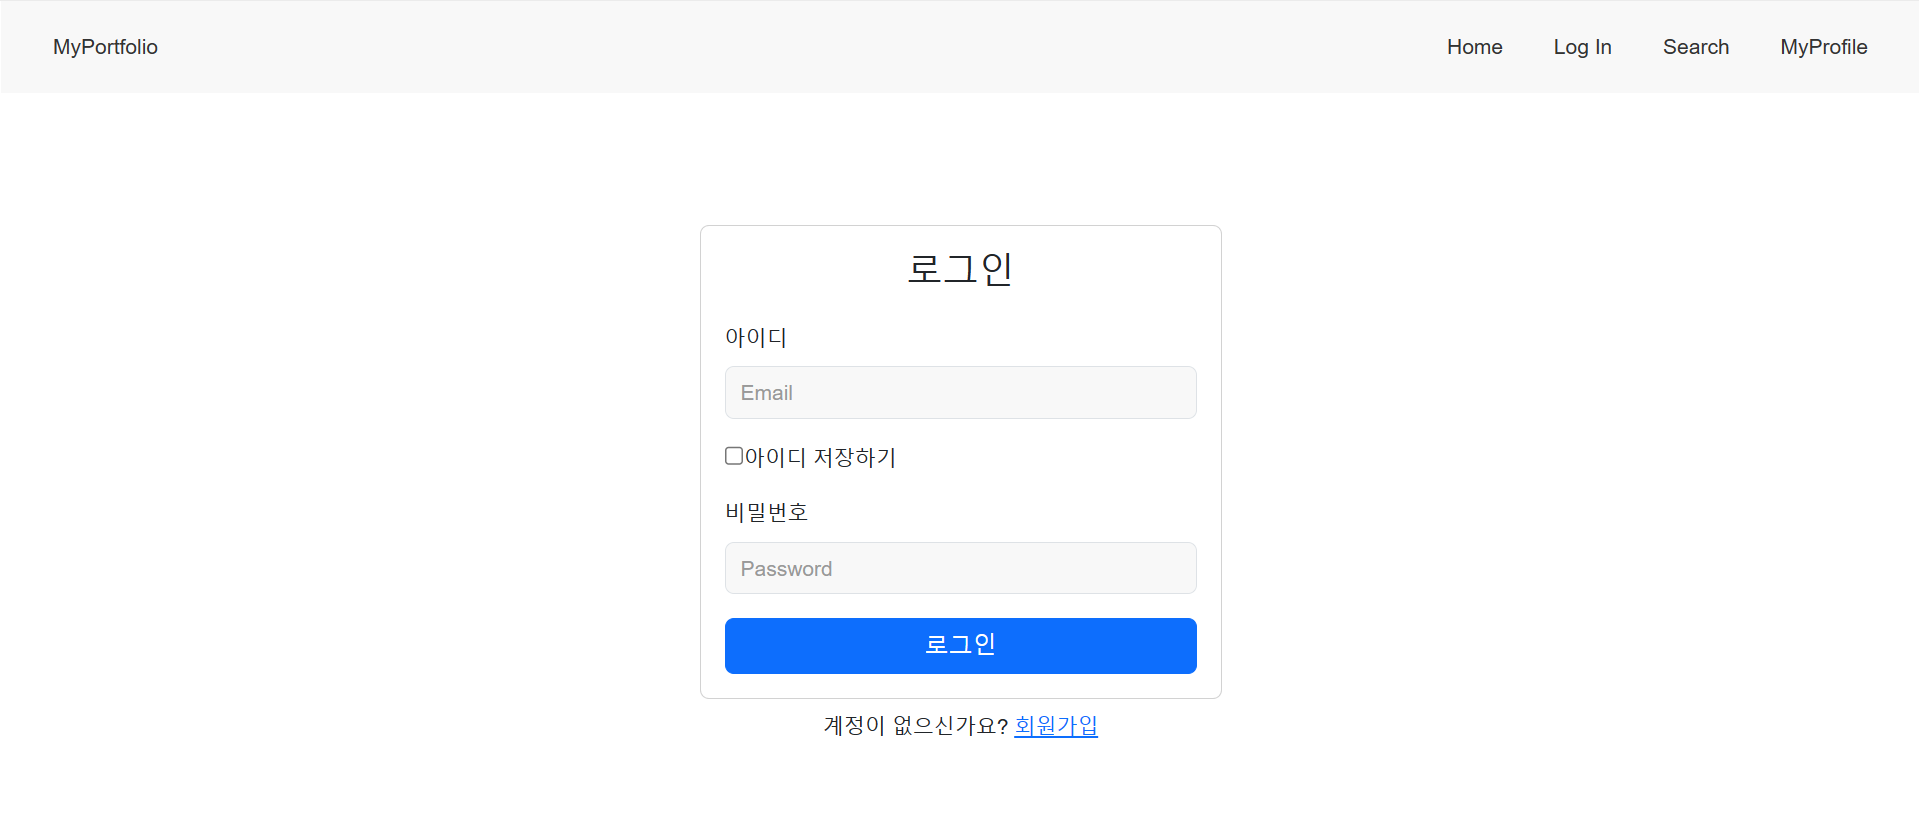 MyPortfolio Home Log In Search MyProfile
로그인
아이디
Email
아이디 저장하기
비밀번호
Password
로그인
계정이 없으신가요? 회원가입